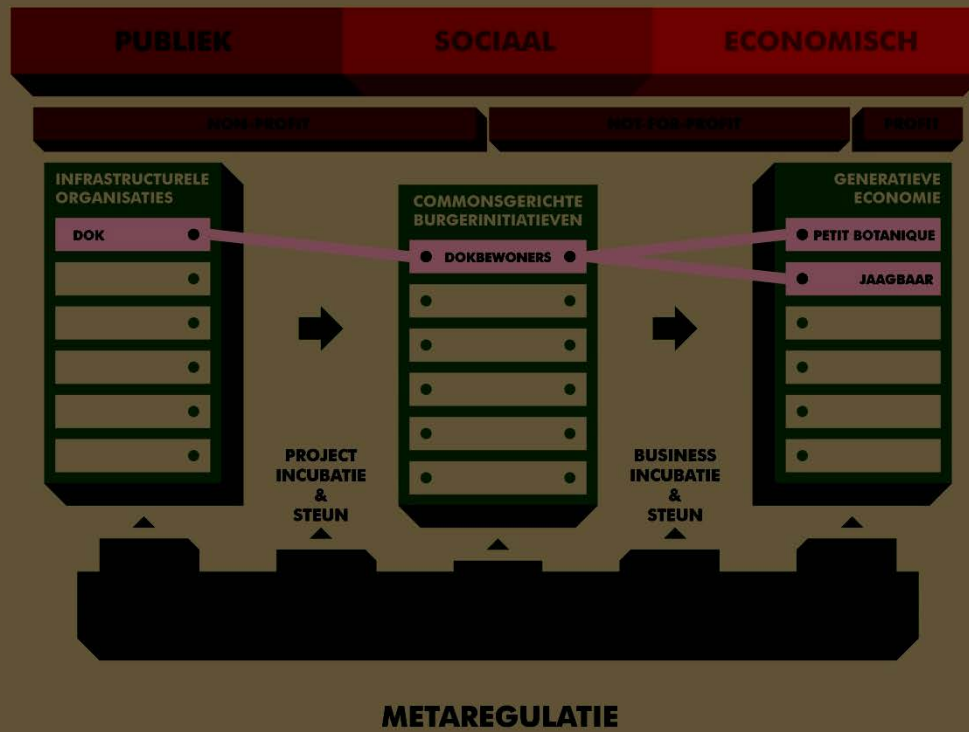 PUBLIEK SOCIAAL ECONOMISCH
NON-PROFIT NOT-FOR-PROFIT PROFIT
INFRASTRUCTURELE
ORGANISATIES
DOK
COMMONSGERICHTE
BURGERINITIATIEVEN
DOKBEWONERS
GENERATIEVE
ECONOMIE
PETIT BOTANIQUE
JAAGBAAR
PROJECT
INCUBATIE
&
STEUN
BUSINESS
INCUBATIE
&
STEUN
METAREGULATIE